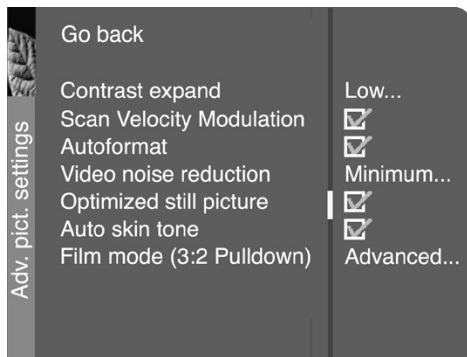 Adv. pict. settings
Go back
Contrast expand Low...
Scan Velocity Modulation
Autoformat
Video noise reduction Minimum...
Optimized still picture
Auto skin tone
Film mode (3:2 Pulldown) Advanced...